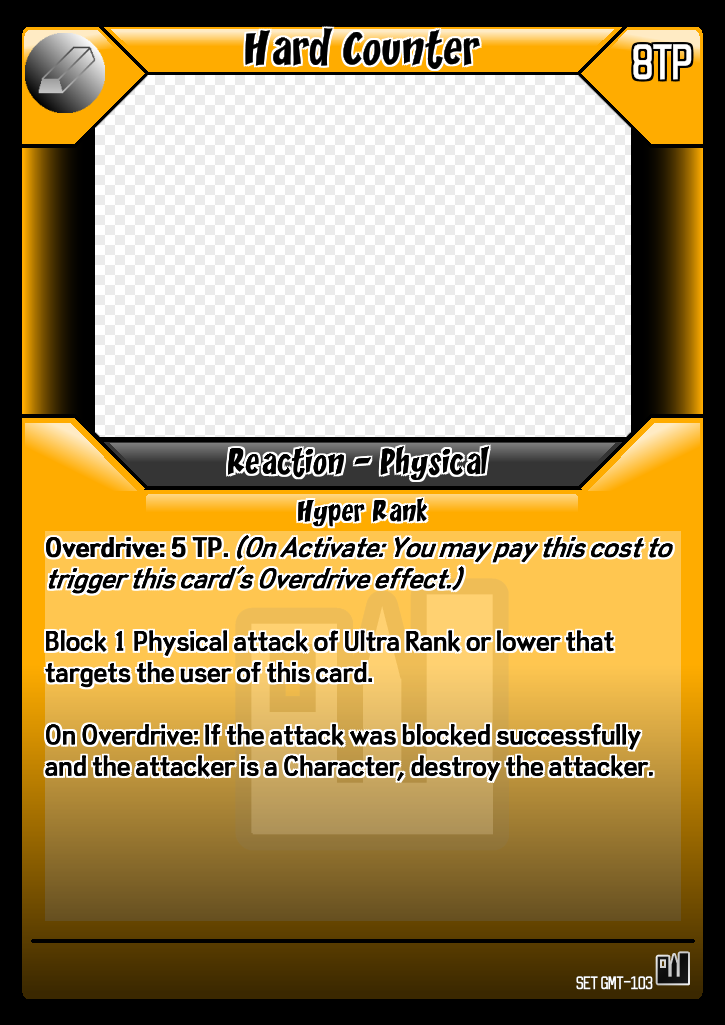 Hard Counter
8TP
Reaction - Physical
Hyper Rank
Overdrive: 5 TP. (On Activate: You may pay this cost to
trigger this card's Overdrive effect.)
Block 1 Physical attack of Ultra Rank or lower that
targets the user of this card.
On Overdrive: If the attack was blocked successfully
and the attacker is a Character, destroy the attacker.
SET GMT-103